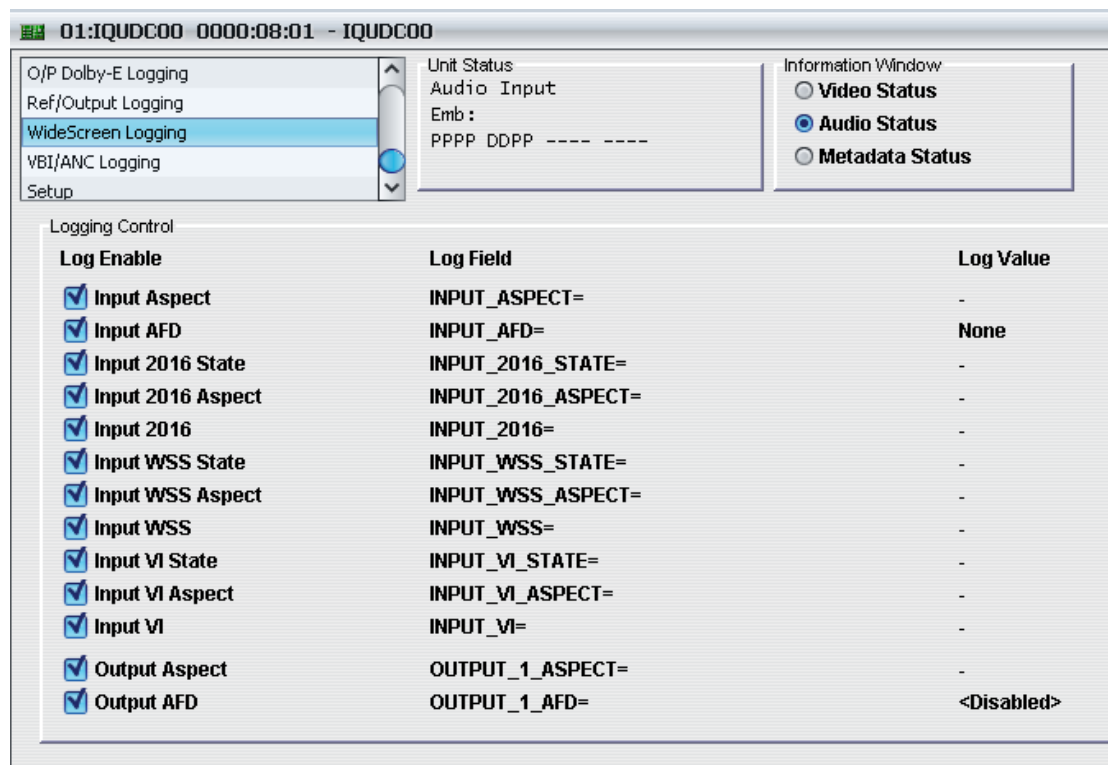 01:IQUDC00 0000:08:01 - IQUDC00
O/P Dolby-E Logging
Ref/Output Logging
WideScreen Logging
VBI/ANC Logging
Setup
Unit Status
Audio Input
Emb:
PPPP DDPP ---- ----
Information Window
Video Status
Audio Status
Metadata Status
Logging Control
Log Enable Log Field Log Value
Input Aspect INPUT_ASPECT= -
Input AFD INPUT_AFD= None
Input 2016 State INPUT_2016_STATE= -
Input 2016 Aspect INPUT_2016_ASPECT= -
Input 2016 INPUT_2016= -
Input WSS State INPUT_WSS_STATE= -
Input WSS Aspect INPUT_WSS_ASPECT= -
Input WSS INPUT_WSS= -
Input VI State INPUT_VI_STATE= -
Input VI Aspect INPUT_VI_ASPECT= -
Input VI INPUT_VI= -
Output Aspect OUTPUT_1_ASPECT= -
Output AFD OUTPUT_1_AFD= <Disabled>